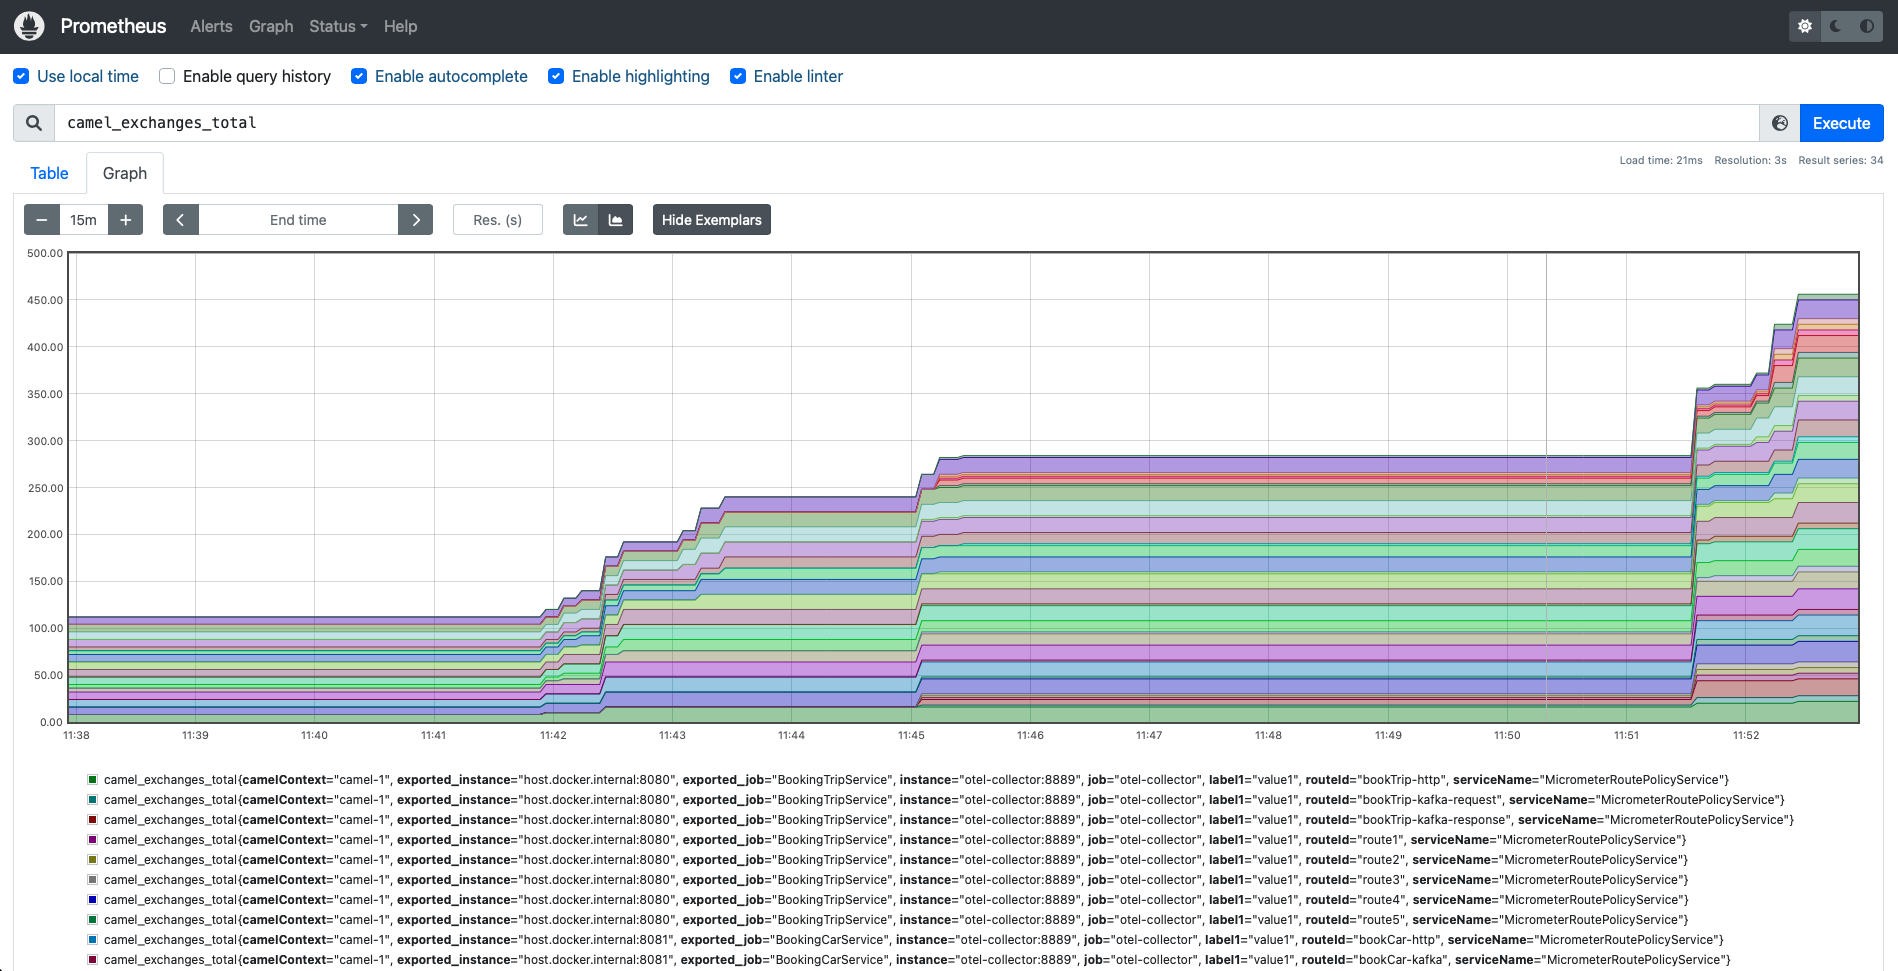 Prometheus Alerts Graph Status Help
Use local time Enable query history Enable autocomplete Enable highlighting Enable linter
camel_exchanges_total Execute
Table Graph Load time: 21ms Resolution: 3s Result series: 34
− 15m + < End time > Res. (s) Hide Exemplars
500.00
450.00
400.00
350.00
300.00
250.00
200.00
150.00
100.00
50.00
0.00
11:38 11:39 11:40 11:41 11:42 11:43 11:44 11:45 11:46 11:47 11:48 11:49 11:50 11:51 11:52
camel_exchanges_total{camelContext="camel-1", exported_instance="host.docker.internal:8080", exported_job="BookingTripService", instance="otel-collector:8889", job="otel-collector", label1="value1", routeId="bookTrip-http", serviceName="MicrometerRoutePolicyService"}
camel_exchanges_total{camelContext="camel-1", exported_instance="host.docker.internal:8080", exported_job="BookingTripService", instance="otel-collector:8889", job="otel-collector", label1="value1", routeId="bookTrip-kafka-request", serviceName="MicrometerRoutePolicyService"}
camel_exchanges_total{camelContext="camel-1", exported_instance="host.docker.internal:8080", exported_job="BookingTripService", instance="otel-collector:8889", job="otel-collector", label1="value1", routeId="bookTrip-kafka-response", serviceName="MicrometerRoutePolicyService"}
camel_exchanges_total{camelContext="camel-1", exported_instance="host.docker.internal:8080", exported_job="BookingTripService", instance="otel-collector:8889", job="otel-collector", label1="value1", routeId="route1", serviceName="MicrometerRoutePolicyService"}
camel_exchanges_total{camelContext="camel-1", exported_instance="host.docker.internal:8080", exported_job="BookingTripService", instance="otel-collector:8889", job="otel-collector", label1="value1", routeId="route2", serviceName="MicrometerRoutePolicyService"}
camel_exchanges_total{camelContext="camel-1", exported_instance="host.docker.internal:8080", exported_job="BookingTripService", instance="otel-collector:8889", job="otel-collector", label1="value1", routeId="route3", serviceName="MicrometerRoutePolicyService"}
camel_exchanges_total{camelContext="camel-1", exported_instance="host.docker.internal:8080", exported_job="BookingTripService", instance="otel-collector:8889", job="otel-collector", label1="value1", routeId="route4", serviceName="MicrometerRoutePolicyService"}
camel_exchanges_total{camelContext="camel-1", exported_instance="host.docker.internal:8080", exported_job="BookingTripService", instance="otel-collector:8889", job="otel-collector", label1="value1", routeId="route5", serviceName="MicrometerRoutePolicyService"}
camel_exchanges_total{camelContext="camel-1", exported_instance="host.docker.internal:8081", exported_job="BookingCarService", instance="otel-collector:8889", job="otel-collector", label1="value1", routeId="bookCar-http", serviceName="MicrometerRoutePolicyService"}
camel_exchanges_total{camelContext="camel-1", exported_instance="host.docker.internal:8081", exported_job="BookingCarService", instance="otel-collector:8889", job="otel-collector", label1="value1", routeId="bookCar-kafka", serviceName="MicrometerRoutePolicyService"}